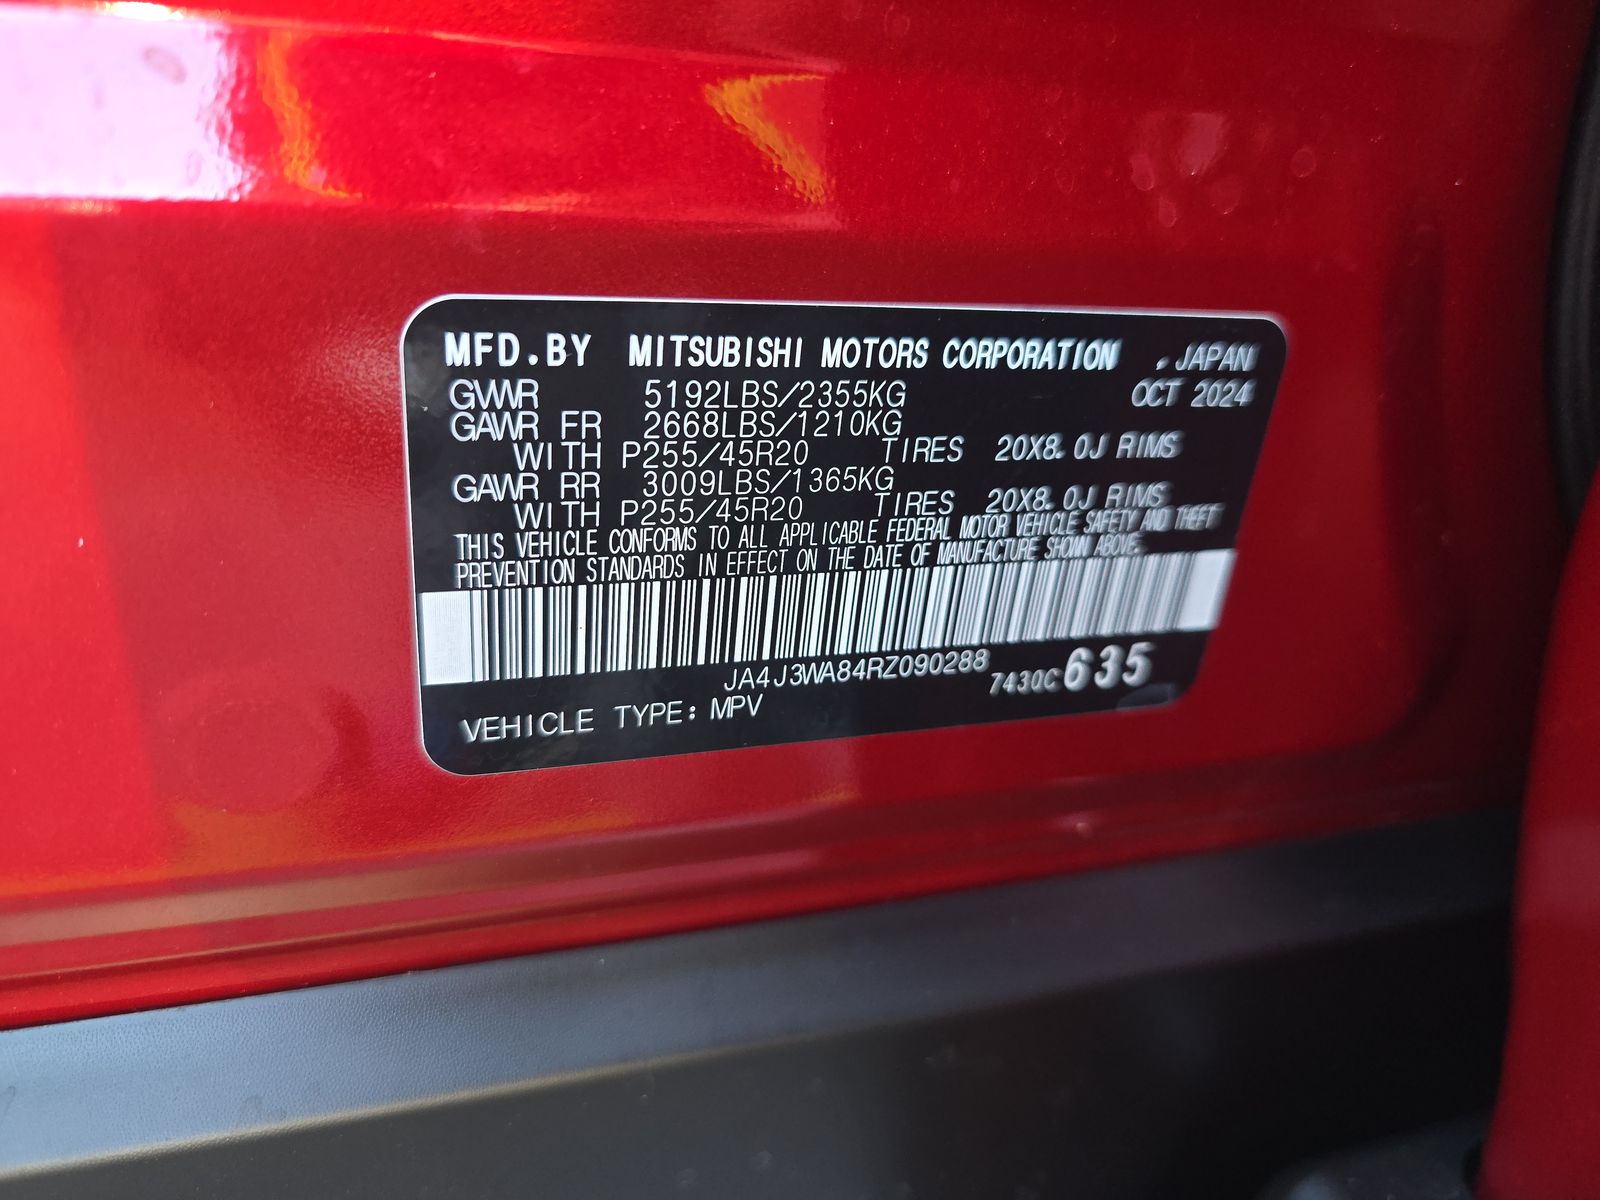 MFD.BY MITSUBISHI MOTORS CORPORATION , JAPAN
GVWR 5192LBS/2355KG OCT 2024
GAWR FR 2668LBS/1210KG
WITH P255/45R20 TIRES 20X8.0J RIMS
GAWR RR 3009LBS/1365KG
WITH P255/45R20 TIRES 20X8.0J RIMS
THIS VEHICLE CONFORMS TO ALL APPLICABLE FEDERAL MOTOR VEHICLE SAFETY AND THEFT
PREVENTION STANDARDS IN EFFECT ON THE DATE OF MANUFACTURE SHOWN ABOVE.
JA4J3WA84RZ090288
7430C635
VEHICLE TYPE: MPV